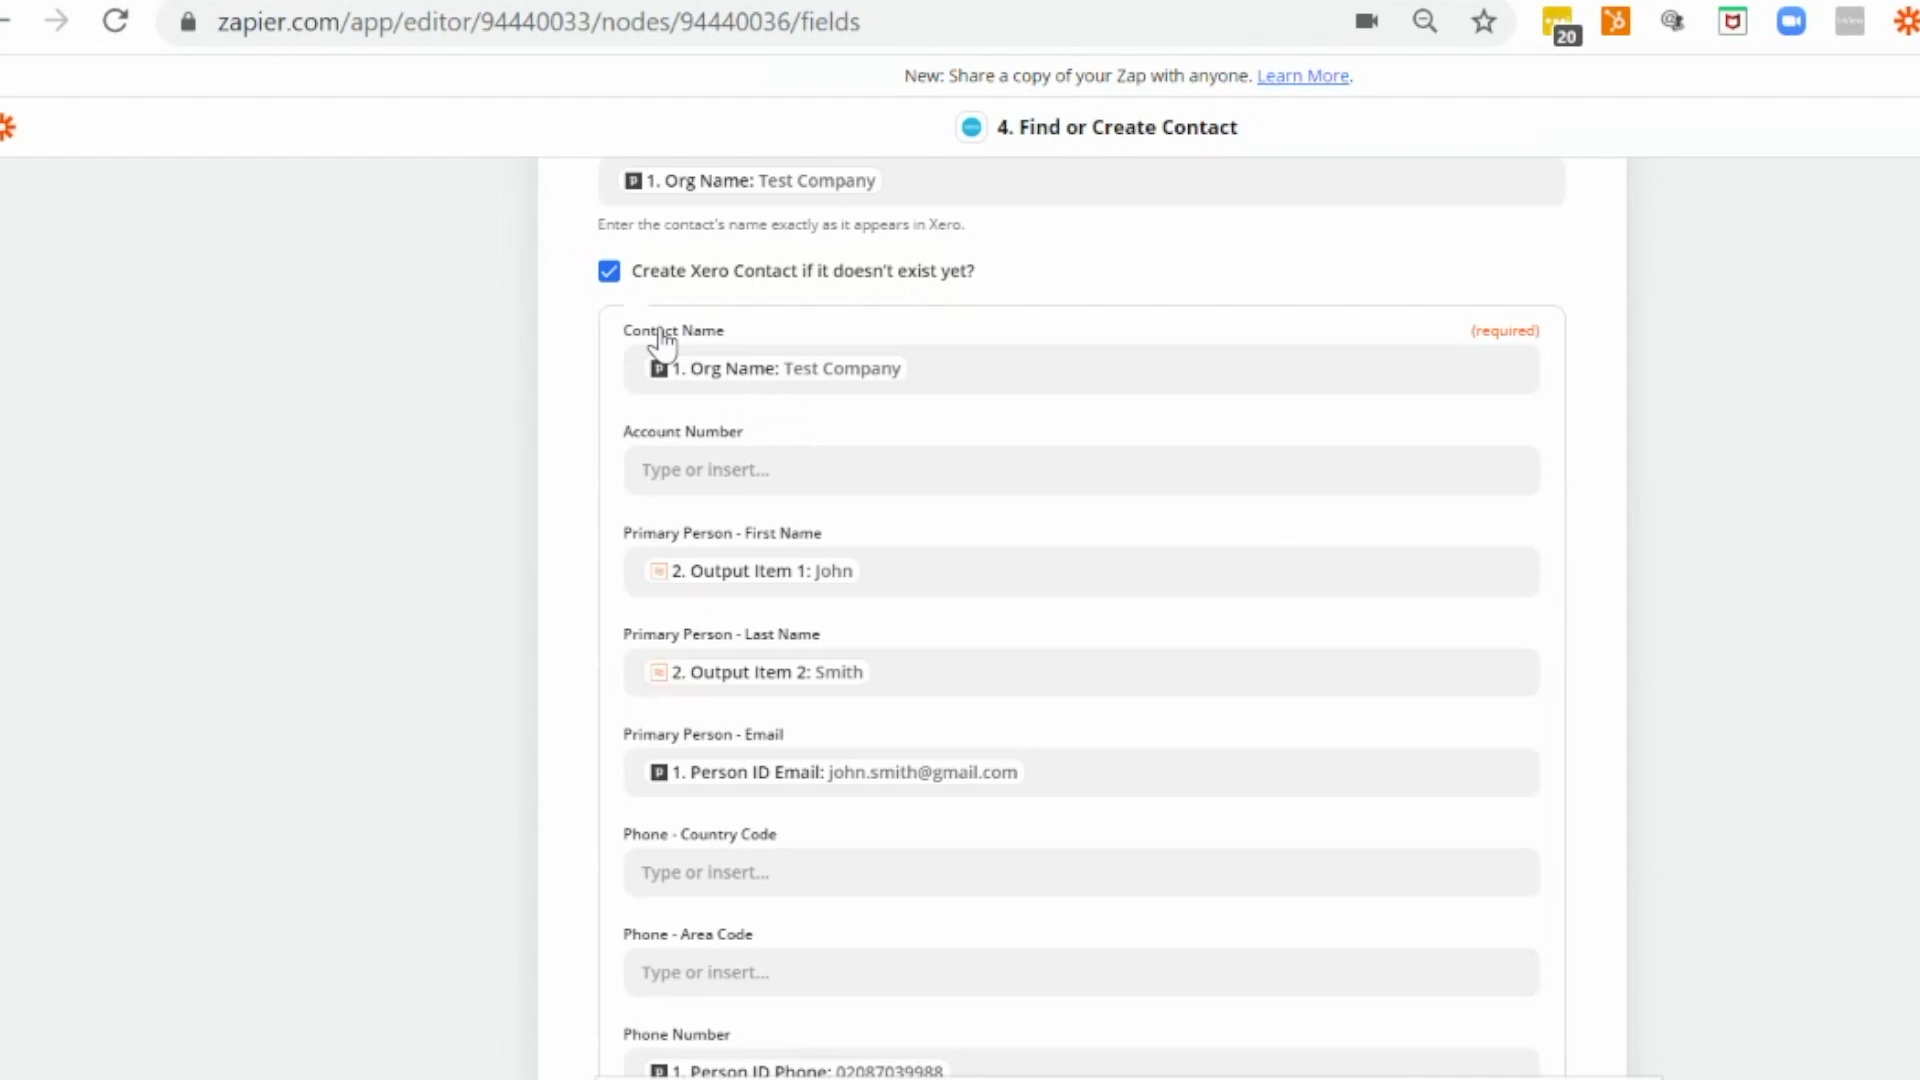 zapier.com/app/editor/94440033/nodes/94440036/fields
20
New: Share a copy of your Zap with anyone. Learn More.
4. Find or Create Contact
1. Org Name: Test Company
Enter the contact's name exactly as it appears in Xero.
Create Xero Contact if it doesn't exist yet?
Contact Name
(required)
1. Org Name: Test Company
Account Number
Type or insert...
Primary Person - First Name
2. Output Item 1: John
Primary Person - Last Name
2. Output Item 2: Smith
Primary Person - Email
1. Person ID Email: john.smith@gmail.com
Phone - Country Code
Type or insert...
Phone - Area Code
Type or insert...
Phone Number
1. Person ID Phone: 02087039988